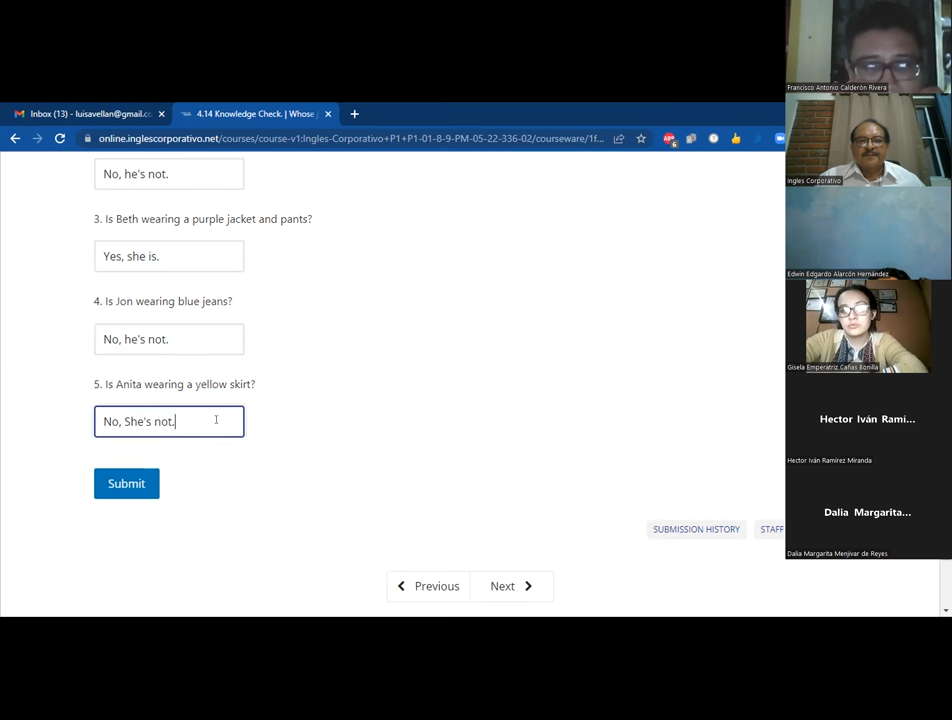 Francisco Antonio Calderón Rivera
Inbox (13) - luisavellan@gmail.co
4.14 Knowledge Check. | Whose
online.inglescorporativo.net/courses/course-v1:Ingles-Corporativo+P1+P1-01-8-9-PM-05-22-336-02/courseware/1f...
6
Ingles Corporativo
No, he's not.
3. Is Beth wearing a purple jacket and pants?
Yes, she is.
Edwin Edgardo Alarcón Hernández
4. Is Jon wearing blue jeans?
No, he's not.
Gisela Emperatriz Cañas Bonilla
5. Is Anita wearing a yellow skirt?
No, She's not.
Hector Iván Rami...
Hector Iván Ramírez Miranda
Submit
Dalia Margarita...
SUBMISSION HISTORY
STAFF
Dalia Margarita Menjivar de Reyes
Previous
Next